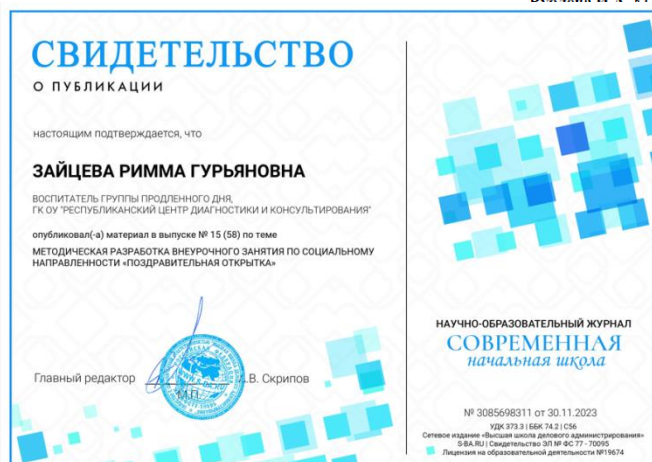 СВИДЕТЕЛЬСТВО
О ПУБЛИКАЦИИ
настоящим подтверждается, что
ЗАЙЦЕВА РИММА ГУРЬЯНОВНА
ВОСПИТАТЕЛЬ ГРУППЫ ПРОДЛЕННОГО ДНЯ,
ГК ОУ "РЕСПУБЛИКАНСКИЙ ЦЕНТР ДИАГНОСТИКИ И КОНСУЛЬТИРОВАНИЯ"
опубликовал(-а) материал в выпуске № 15 (58) по теме
МЕТОДИЧЕСКАЯ РАЗРАБОТКА ВНЕУРОЧНОГО ЗАНЯТИЯ ПО СОЦИАЛЬНОМУ
НАПРАВЛЕННОСТИ «ПОЗДРАВИТЕЛЬНАЯ ОТКРЫТКА»
Главный редактор
М.П.
А.В. Скрипов
НАУЧНО-ОБРАЗОВАТЕЛЬНЫЙ ЖУРНАЛ
СОВРЕМЕННАЯ
начальная школа
№ 3085698311 от 30.11.2023
УДК 373.3 | ББК 74.2 | С56
Сетевое издание «Высшая школа делового администрирования»
S-BA.RU | Свидетельство ЭЛ № ФС 77 - 70095
Лицензия на образовательной деятельности №19674